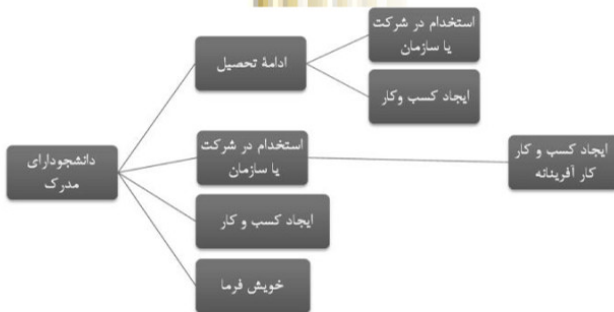 استخدام در شرکت
یا سازمان
ادامهٔ تحصیل
ایجاد کسب وکار
دانشجودارای
مدرک
استخدام در شرکت
یا سازمان
ایجاد کسب و کار
کار آفرینانه
ایجاد کسب و کار
خویش فرما